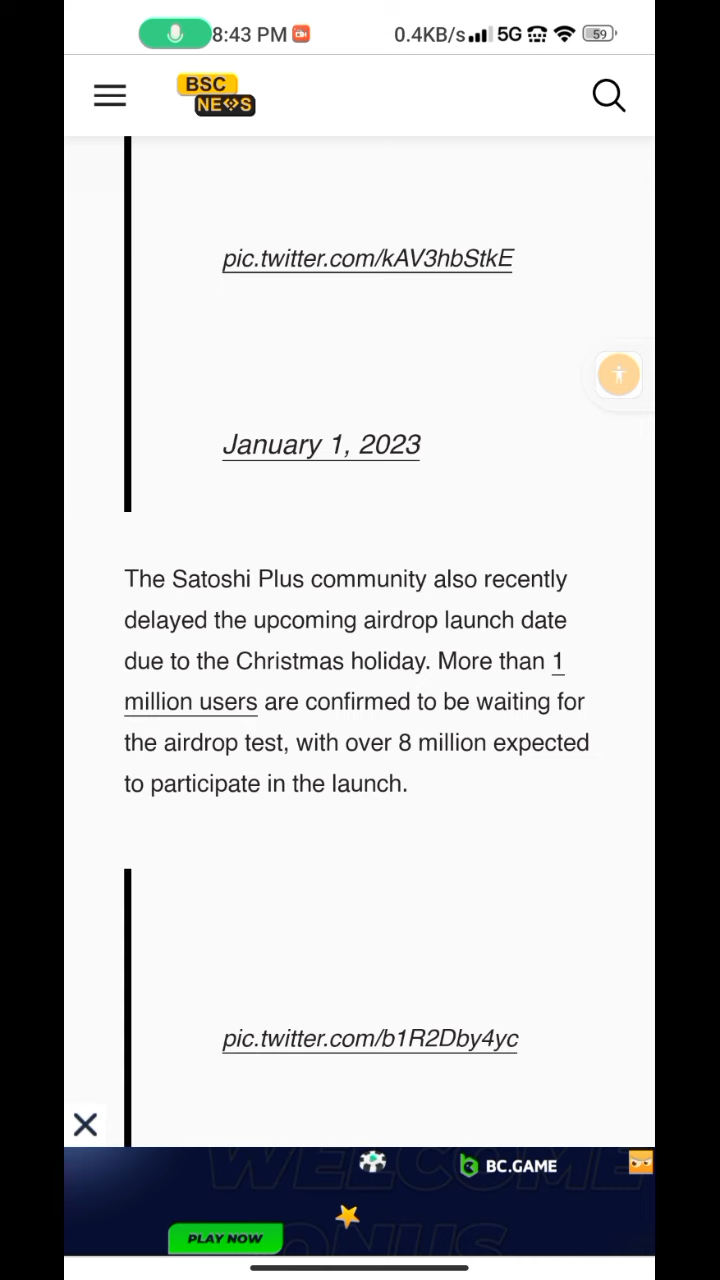 8:43 PM 0.4KB/s 5G 59
BSC
NEWS
pic.twitter.com/kAV3hbStkE
January 1, 2023
The Satoshi Plus community also recently
delayed the upcoming airdrop launch date
due to the Christmas holiday. More than 1
million users are confirmed to be waiting for
the airdrop test, with over 8 million expected
to participate in the launch.
pic.twitter.com/b1R2Dby4yc
WELCOME
BC.GAME
BONUS
PLAY NOW